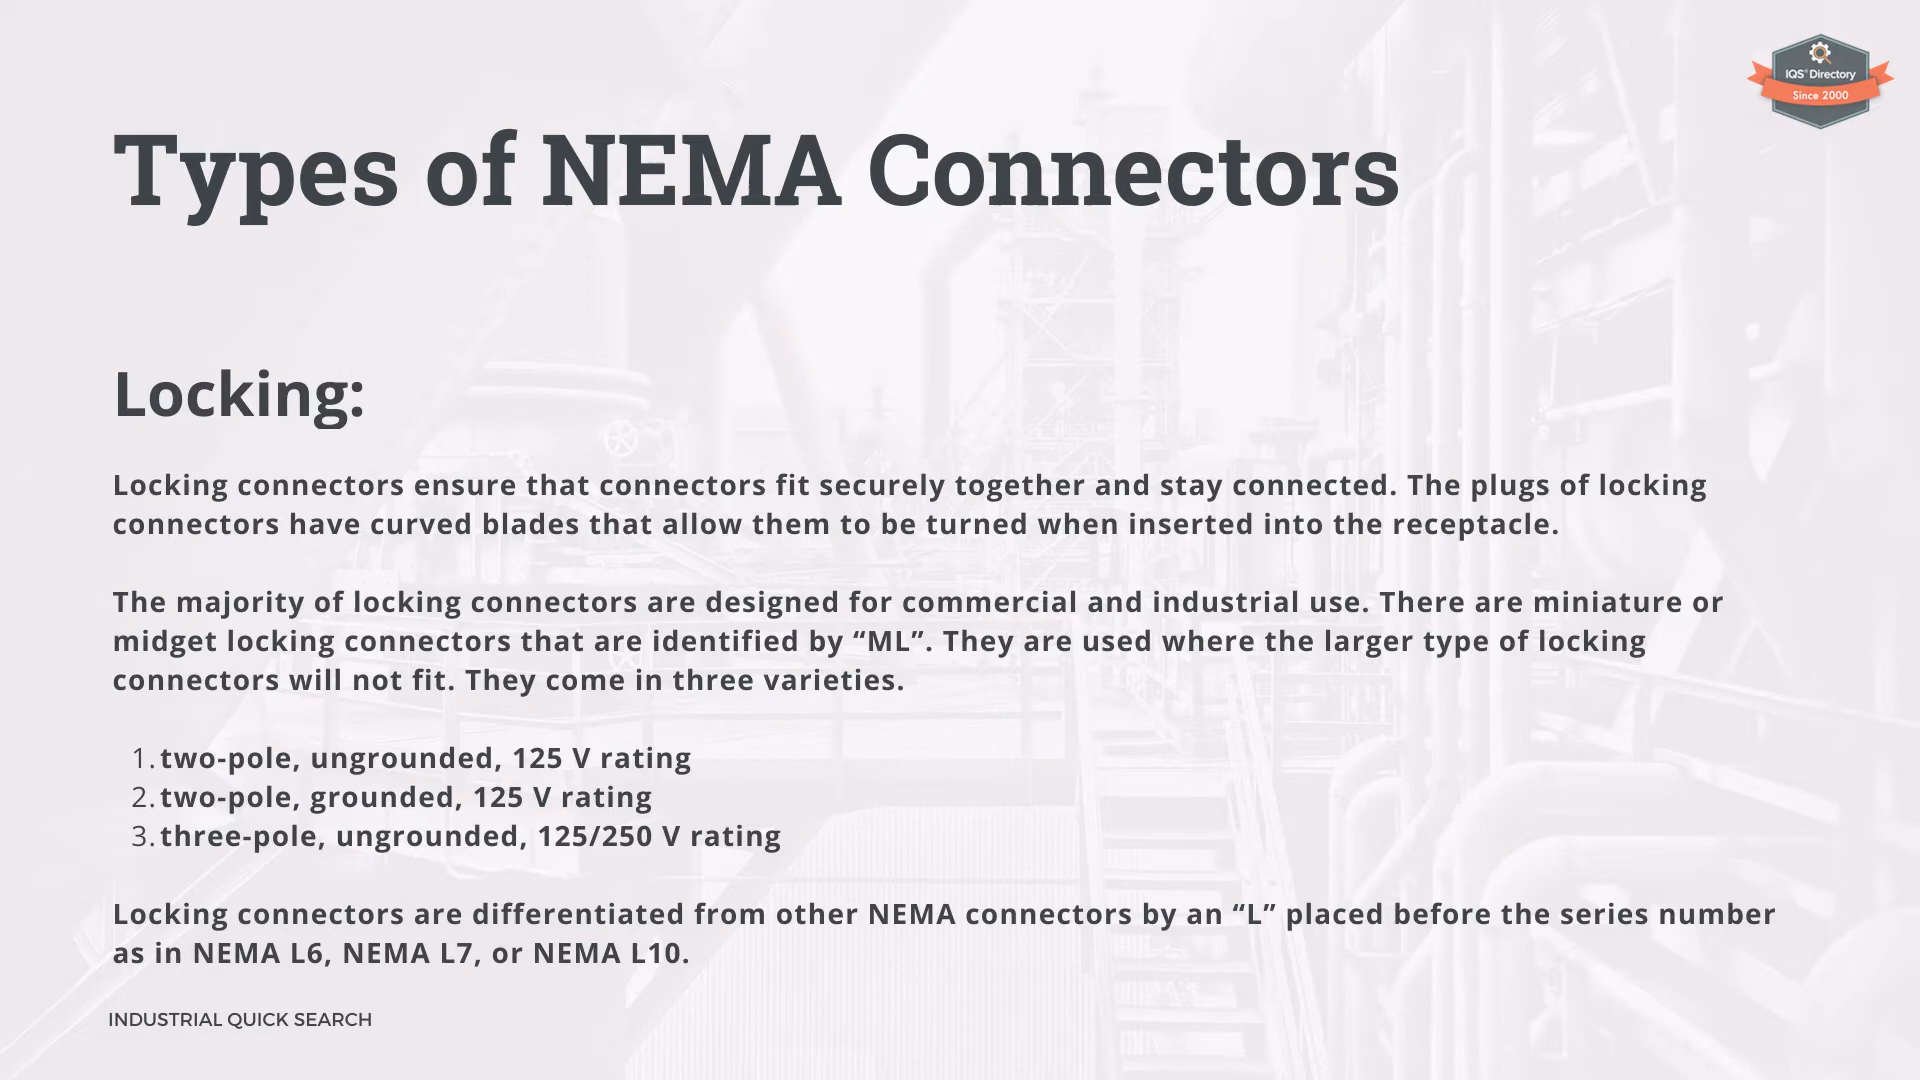 IQS® Directory
Since 2000
Types of NEMA Connectors
Locking:
Locking connectors ensure that connectors fit securely together and stay connected. The plugs of locking
connectors have curved blades that allow them to be turned when inserted into the receptacle.
The majority of locking connectors are designed for commercial and industrial use. There are miniature or
midget locking connectors that are identified by “ML”. They are used where the larger type of locking
connectors will not fit. They come in three varieties.
1. two-pole, ungrounded, 125 V rating
2. two-pole, grounded, 125 V rating
3. three-pole, ungrounded, 125/250 V rating
Locking connectors are differentiated from other NEMA connectors by an “L” placed before the series number
as in NEMA L6, NEMA L7, or NEMA L10.
INDUSTRIAL QUICK SEARCH